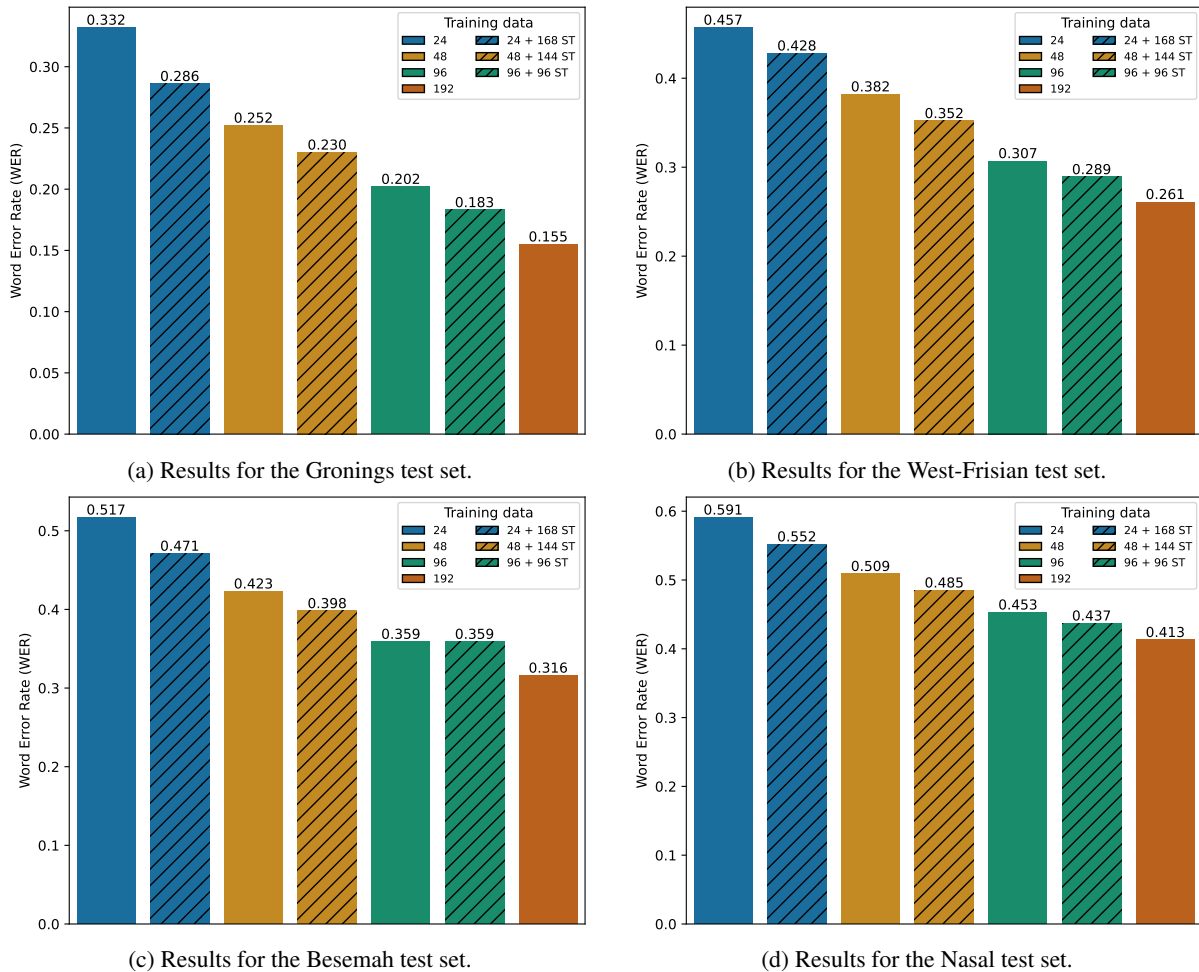 0.332
0.286
0.252
0.230
0.202
0.183
0.155
Training data
24
48
96
192
24 + 168 ST
48 + 144 ST
96 + 96 ST
0.30
0.25
0.20
0.15
0.10
0.05
0.00
Word Error Rate (WER)
(a) Results for the Gronings test set.
0.457
0.428
0.382
0.352
0.307
0.289
0.261
Training data
24
48
96
192
24 + 168 ST
48 + 144 ST
96 + 96 ST
0.4
0.3
0.2
0.1
0.0
Word Error Rate (WER)
(b) Results for the West-Frisian test set.
0.517
0.471
0.423
0.398
0.359
0.359
0.316
Training data
24
48
96
192
24 + 168 ST
48 + 144 ST
96 + 96 ST
0.5
0.4
0.3
0.2
0.1
0.0
Word Error Rate (WER)
(c) Results for the Besemah test set.
0.591
0.552
0.509
0.485
0.453
0.437
0.413
Training data
24
48
96
192
24 + 168 ST
48 + 144 ST
96 + 96 ST
0.6
0.5
0.4
0.3
0.2
0.1
0.0
Word Error Rate (WER)
(d) Results for the Nasal test set.